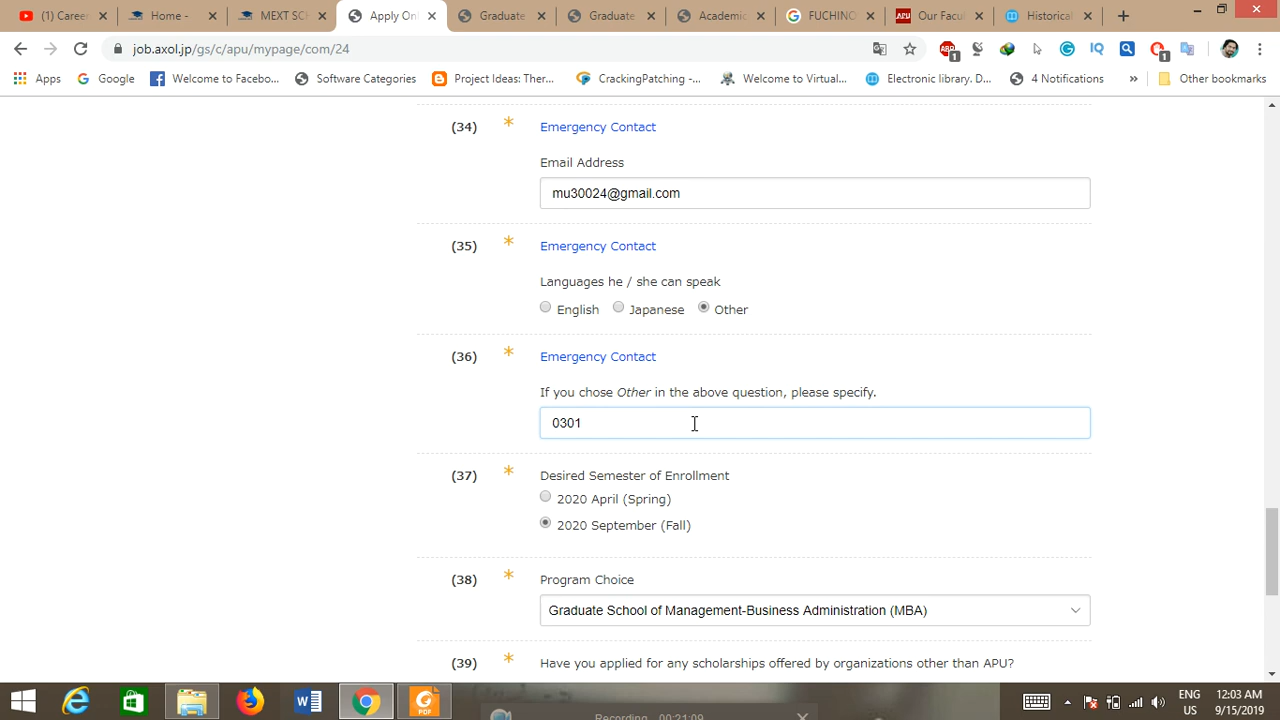 (1) Caree
Home -
MEXT SCH
Apply On
Graduate
Graduate
Academic
FUCHINO
Our Facu
Historical
job.axol.jp/gs/c/apu/mypage/com/24
Apps
Google
Welcome to Facebo...
Software Categories
Project Ideas: Ther...
CrackingPatching -...
Welcome to Virtual...
Electronic library. D...
4 Notifications
»
Other bookmarks
(34) * Emergency Contact
Email Address
mu30024@gmail.com
(35) * Emergency Contact
Languages he / she can speak
English Japanese Other
(36) * Emergency Contact
If you chose Other in the above question, please specify.
0301
(37) * Desired Semester of Enrollment
2020 April (Spring)
2020 September (Fall)
(38) * Program Choice
Graduate School of Management-Business Administration (MBA)
(39) * Have you applied for any scholarships offered by organizations other than APU?
ENG 12:03 AM
US 9/15/2019
Recording 00:21:09